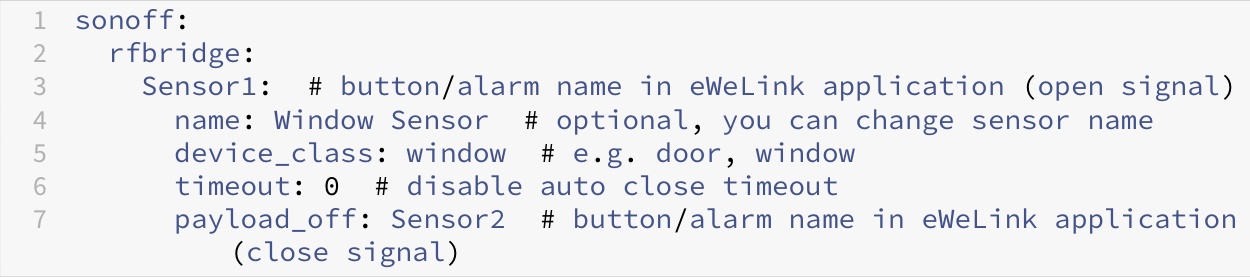 1 sonoff:
2   rfbridge:
3     Sensor1:  # button/alarm name in eWeLink application (open signal)
4       name: Window Sensor  # optional, you can change sensor name
5       device_class: window  # e.g. door, window
6       timeout: 0  # disable auto close timeout
7       payload_off: Sensor2  # button/alarm name in eWeLink application
(close signal)